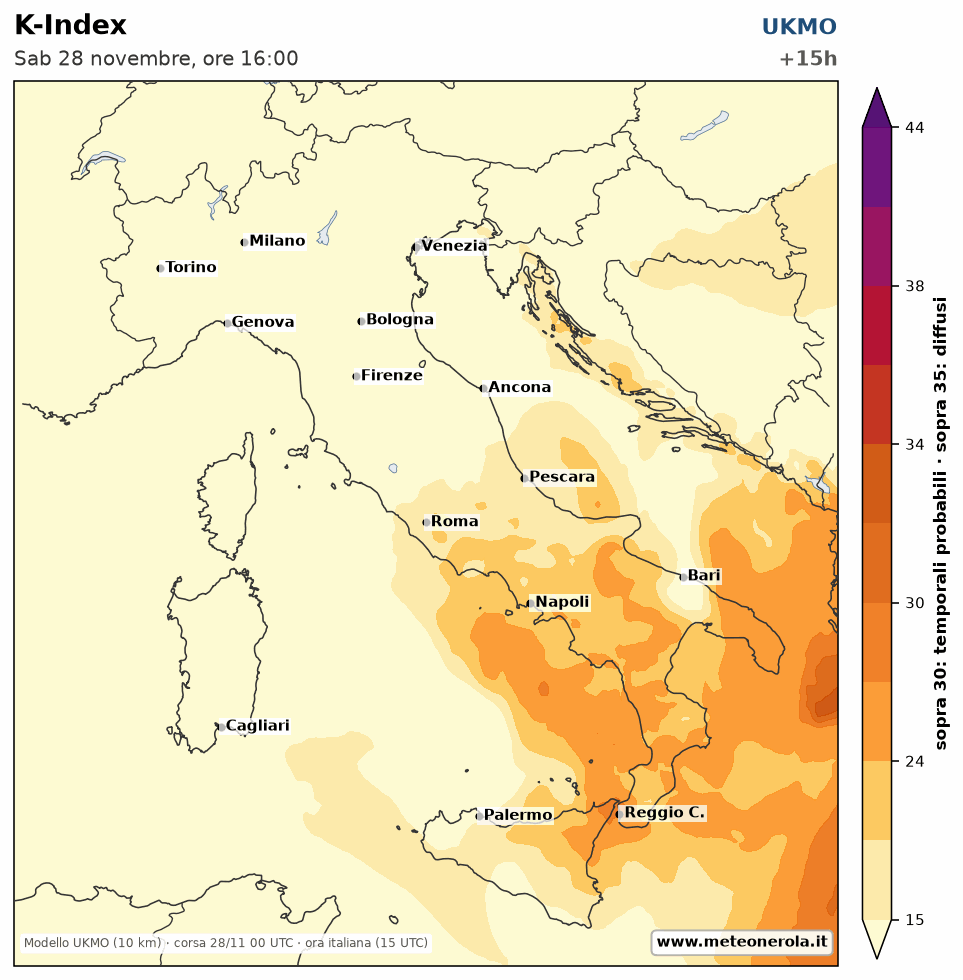 K-Index
UKMO
Sab 28 novembre, ore 16:00
+15h
44
Milano
Venezia
Torino
38
Genova
Bologna
Firenze
Ancona
34
Pescara
Roma
Bari
Napoli
30
Cagliari
24
Palermo
Reggio C.
15
sopra 30: temporali probabili · sopra 35: diffusi
Modello UKMO (10 km) · corsa 28/11 00 UTC · ora italiana (15 UTC)
www.meteonerola.it